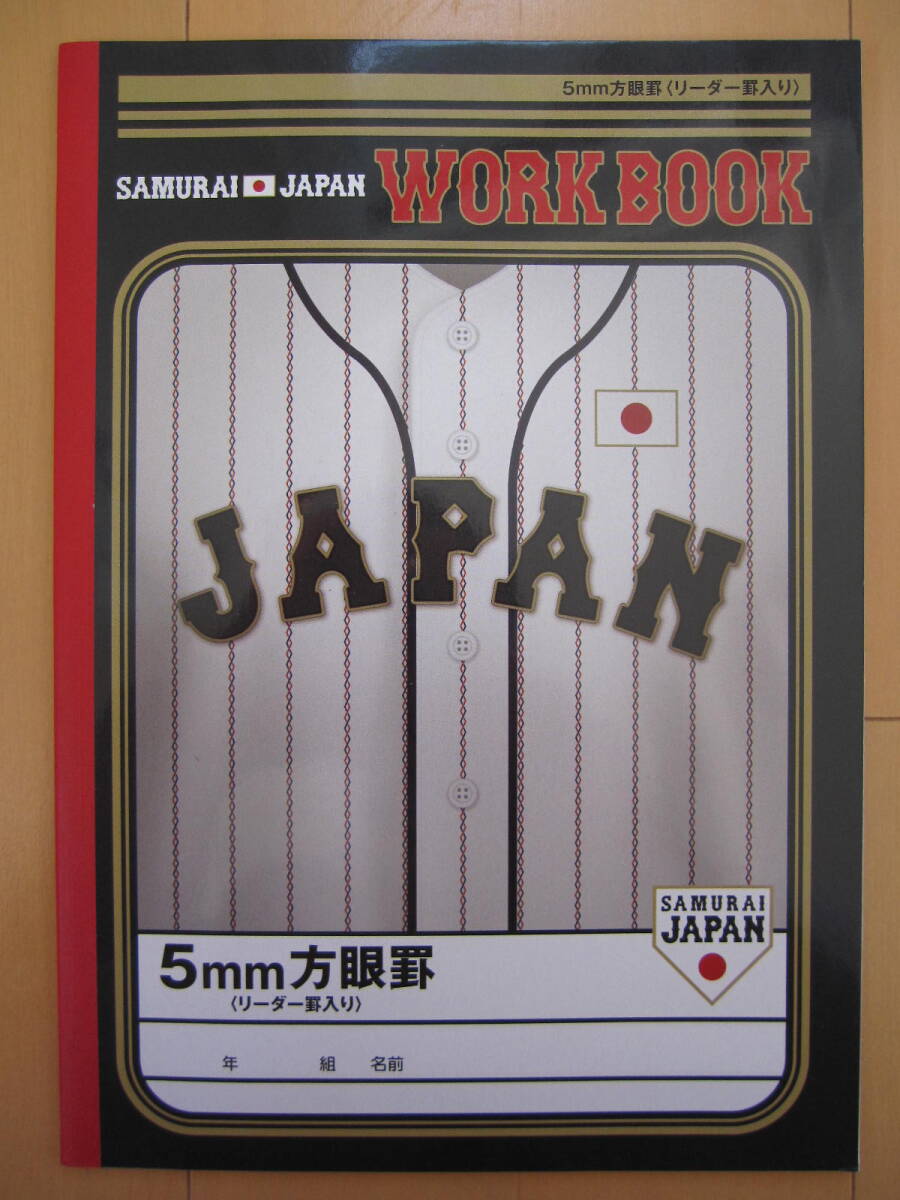 5mm方眼罫〈リーダー罫入り〉
SAMURAI JAPAN WORK BOOK
JAPAN
SAMURAI
JAPAN
5mm方眼罫
〈リーダー罫入り〉
年 組 名前